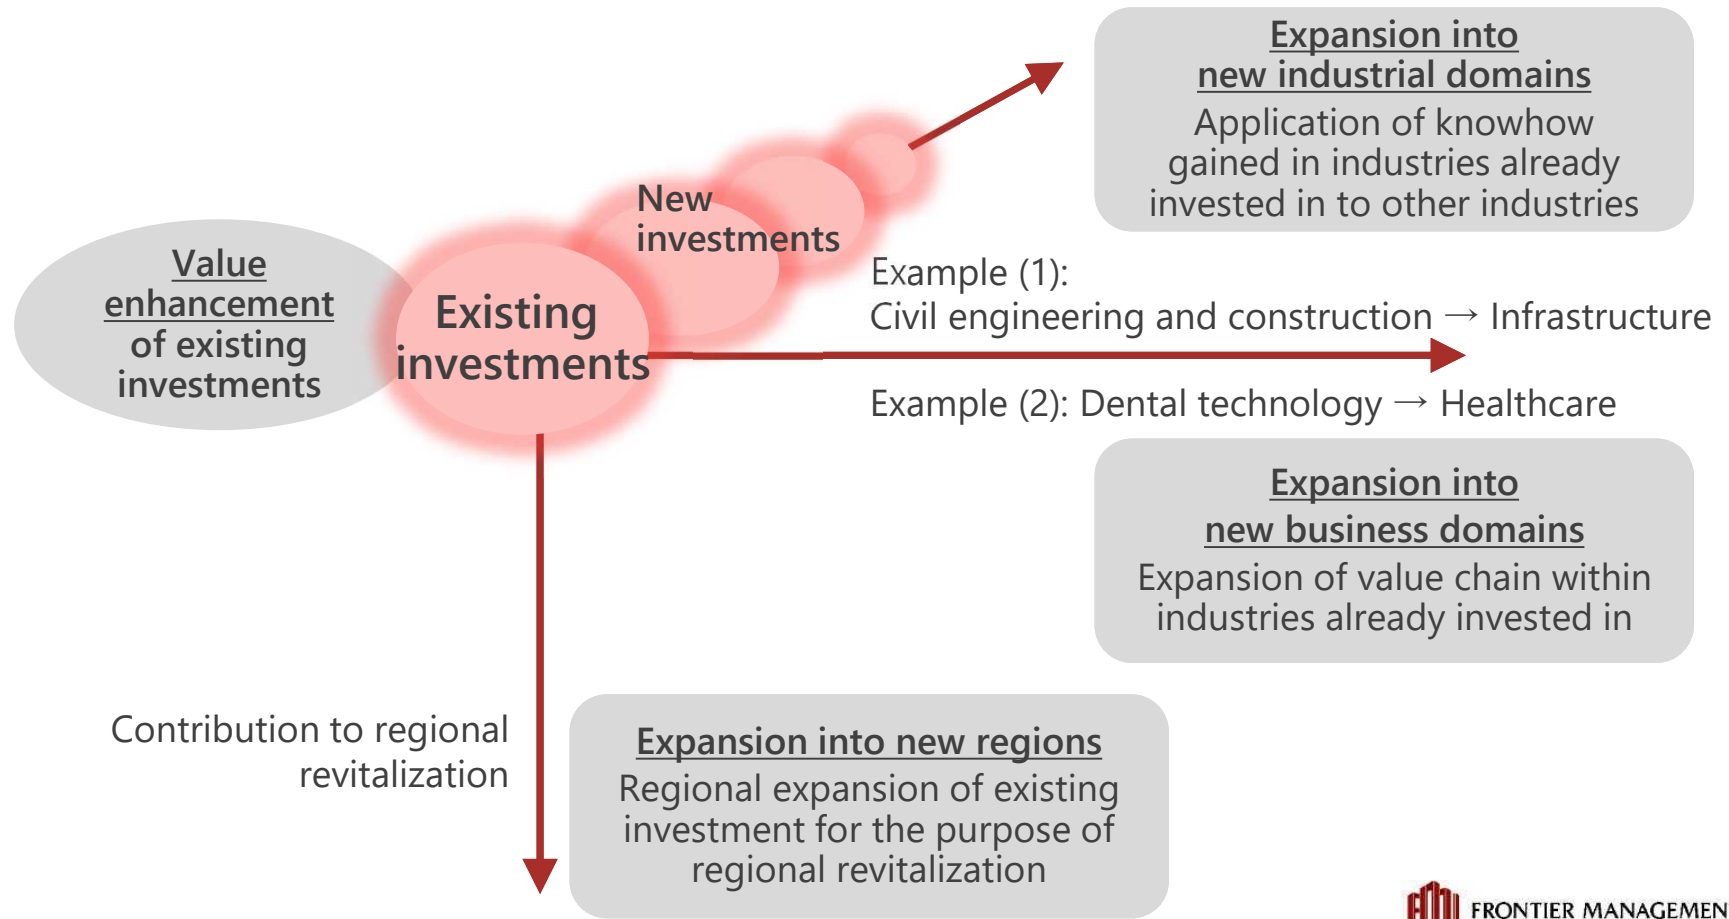 Expansion into
new industrial domains
Application of knowhow
gained in industries already
invested in to other industries
New
investments
Value
enhancement
of existing
investments
Existing
investments
Example (1):
Civil engineering and construction → Infrastructure
Example (2): Dental technology → Healthcare
Expansion into
new business domains
Expansion of value chain within
industries already invested in
Contribution to regional
revitalization
Expansion into new regions
Regional expansion of existing
investment for the purpose of
regional revitalization
FRONTIER MANAGEMEN